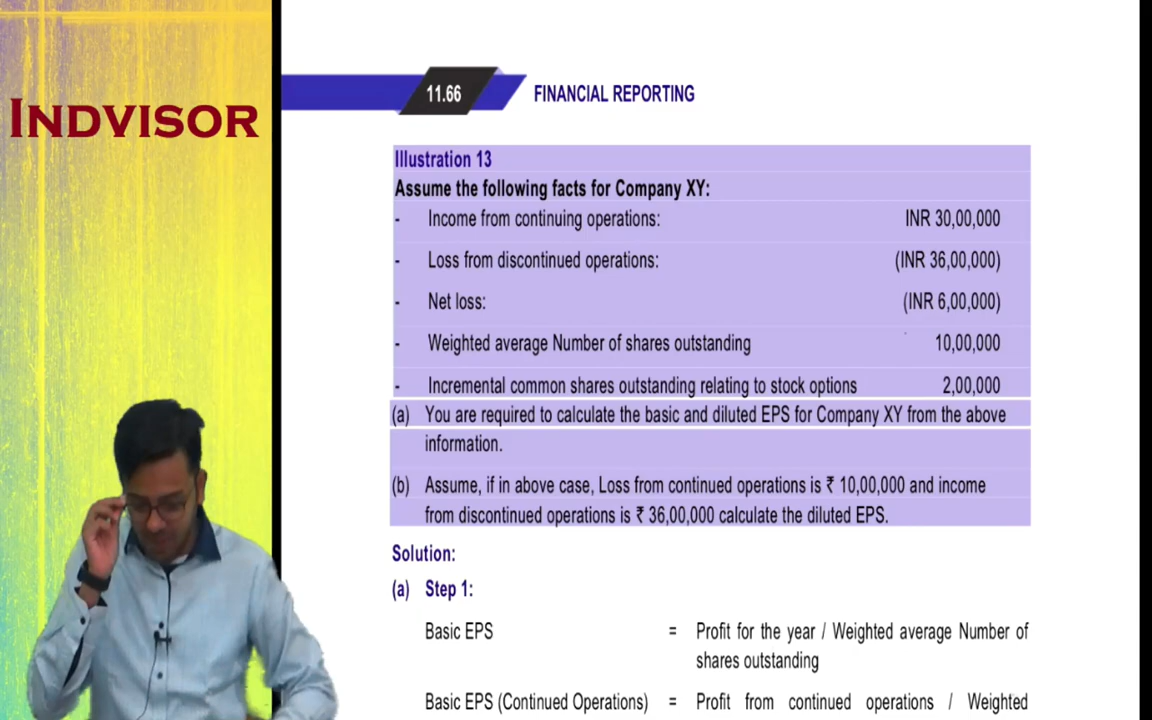 INDVISOR
11.66 FINANCIAL REPORTING
Illustration 13
Assume the following facts for Company XY:
- Income from continuing operations: INR 30,00,000
- Loss from discontinued operations: (INR 36,00,000)
- Net loss: (INR 6,00,000)
- Weighted average Number of shares outstanding 10,00,000
- Incremental common shares outstanding relating to stock options 2,00,000
(a) You are required to calculate the basic and diluted EPS for Company XY from the above
information.
(b) Assume, if in above case, Loss from continued operations is ₹ 10,00,000 and income
from discontinued operations is ₹ 36,00,000 calculate the diluted EPS.
Solution:
(a) Step 1:
Basic EPS = Profit for the year / Weighted average Number of
shares outstanding
Basic EPS (Continued Operations) = Profit from continued operations / Weighted